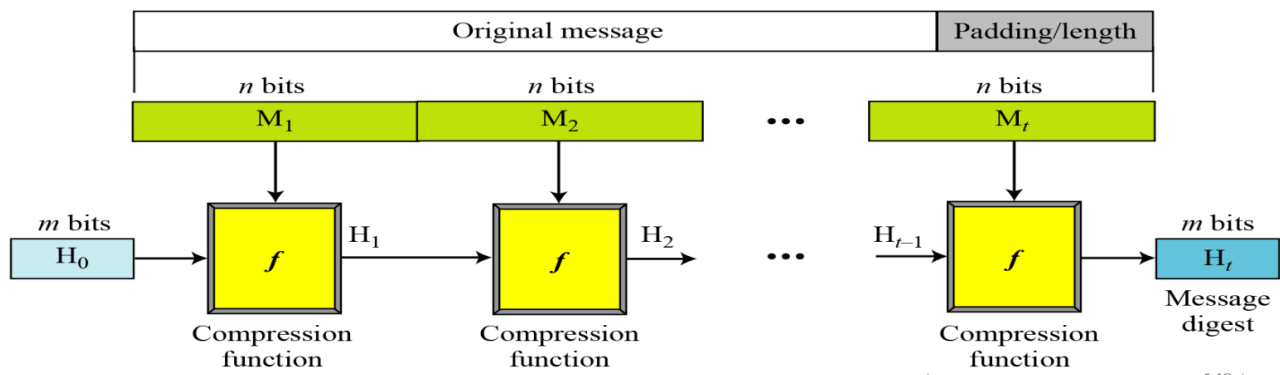 Original message Padding/length
n bits n bits n bits
M₁ M₂ ••• Mₜ
m bits H₁ H₂ Hₜ₋₁ m bits
H₀ f f ••• f Hₜ
Compression function
Compression function
Compression function
Message digest